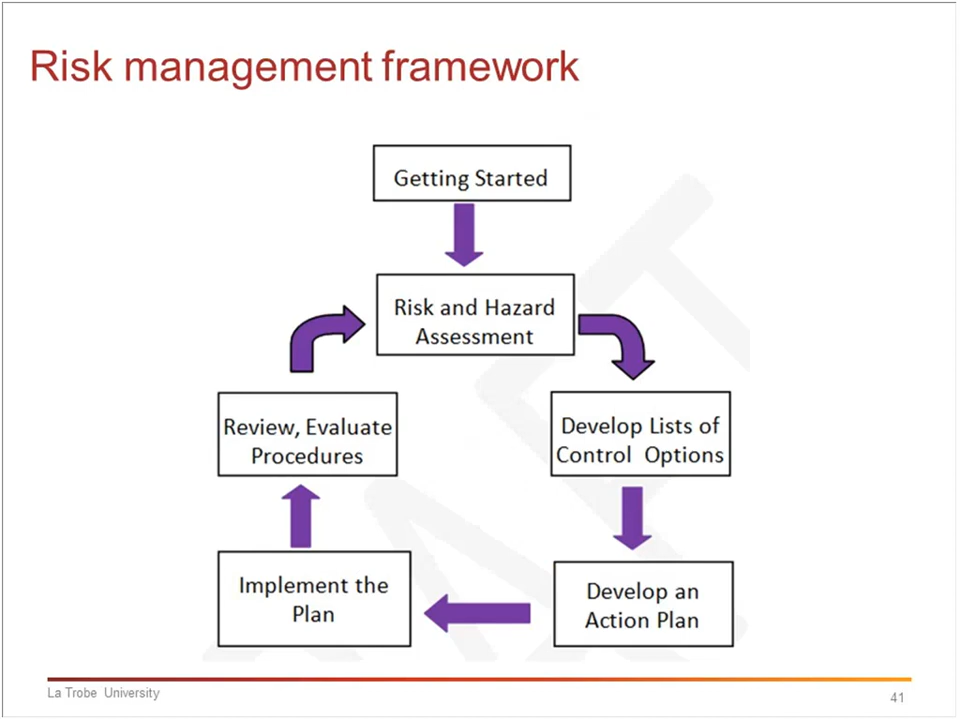 Risk management framework
Getting Started
Risk and Hazard
Assessment
Review, Evaluate
Procedures
Develop Lists of
Control Options
Implement the
Plan
Develop an
Action Plan
La Trobe University
41